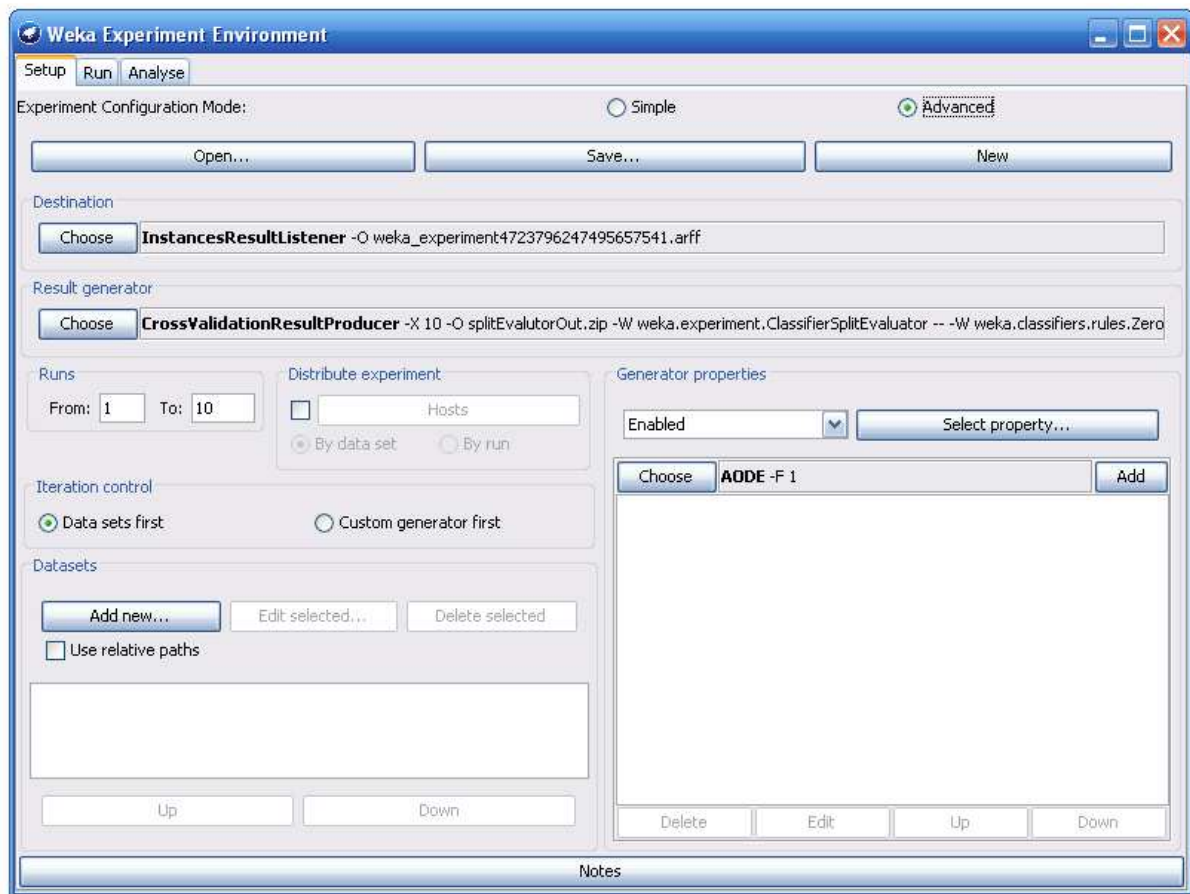 Weka Experiment Environment
Setup Run Analyse
Experiment Configuration Mode: Simple Advanced
Open... Save... New
Destination
Choose InstancesResultListener -O weka_experiment4723796247495657541.arff
Result generator
Choose CrossValidationResultProducer -X 10 -O splitEvalutorOut.zip -W weka.experiment.ClassifierSplitEvaluator -- -W weka.classifiers.rules.Zero
Runs Distribute experiment Generator properties
From: 1 To: 10 Hosts
Enabled Select property...
By data set By run
Choose AODE -F 1 Add
Iteration control
Data sets first Custom generator first
Datasets
Add new... Edit selected... Delete selected
Use relative paths
Up Down
Delete Edit Up Down
Notes